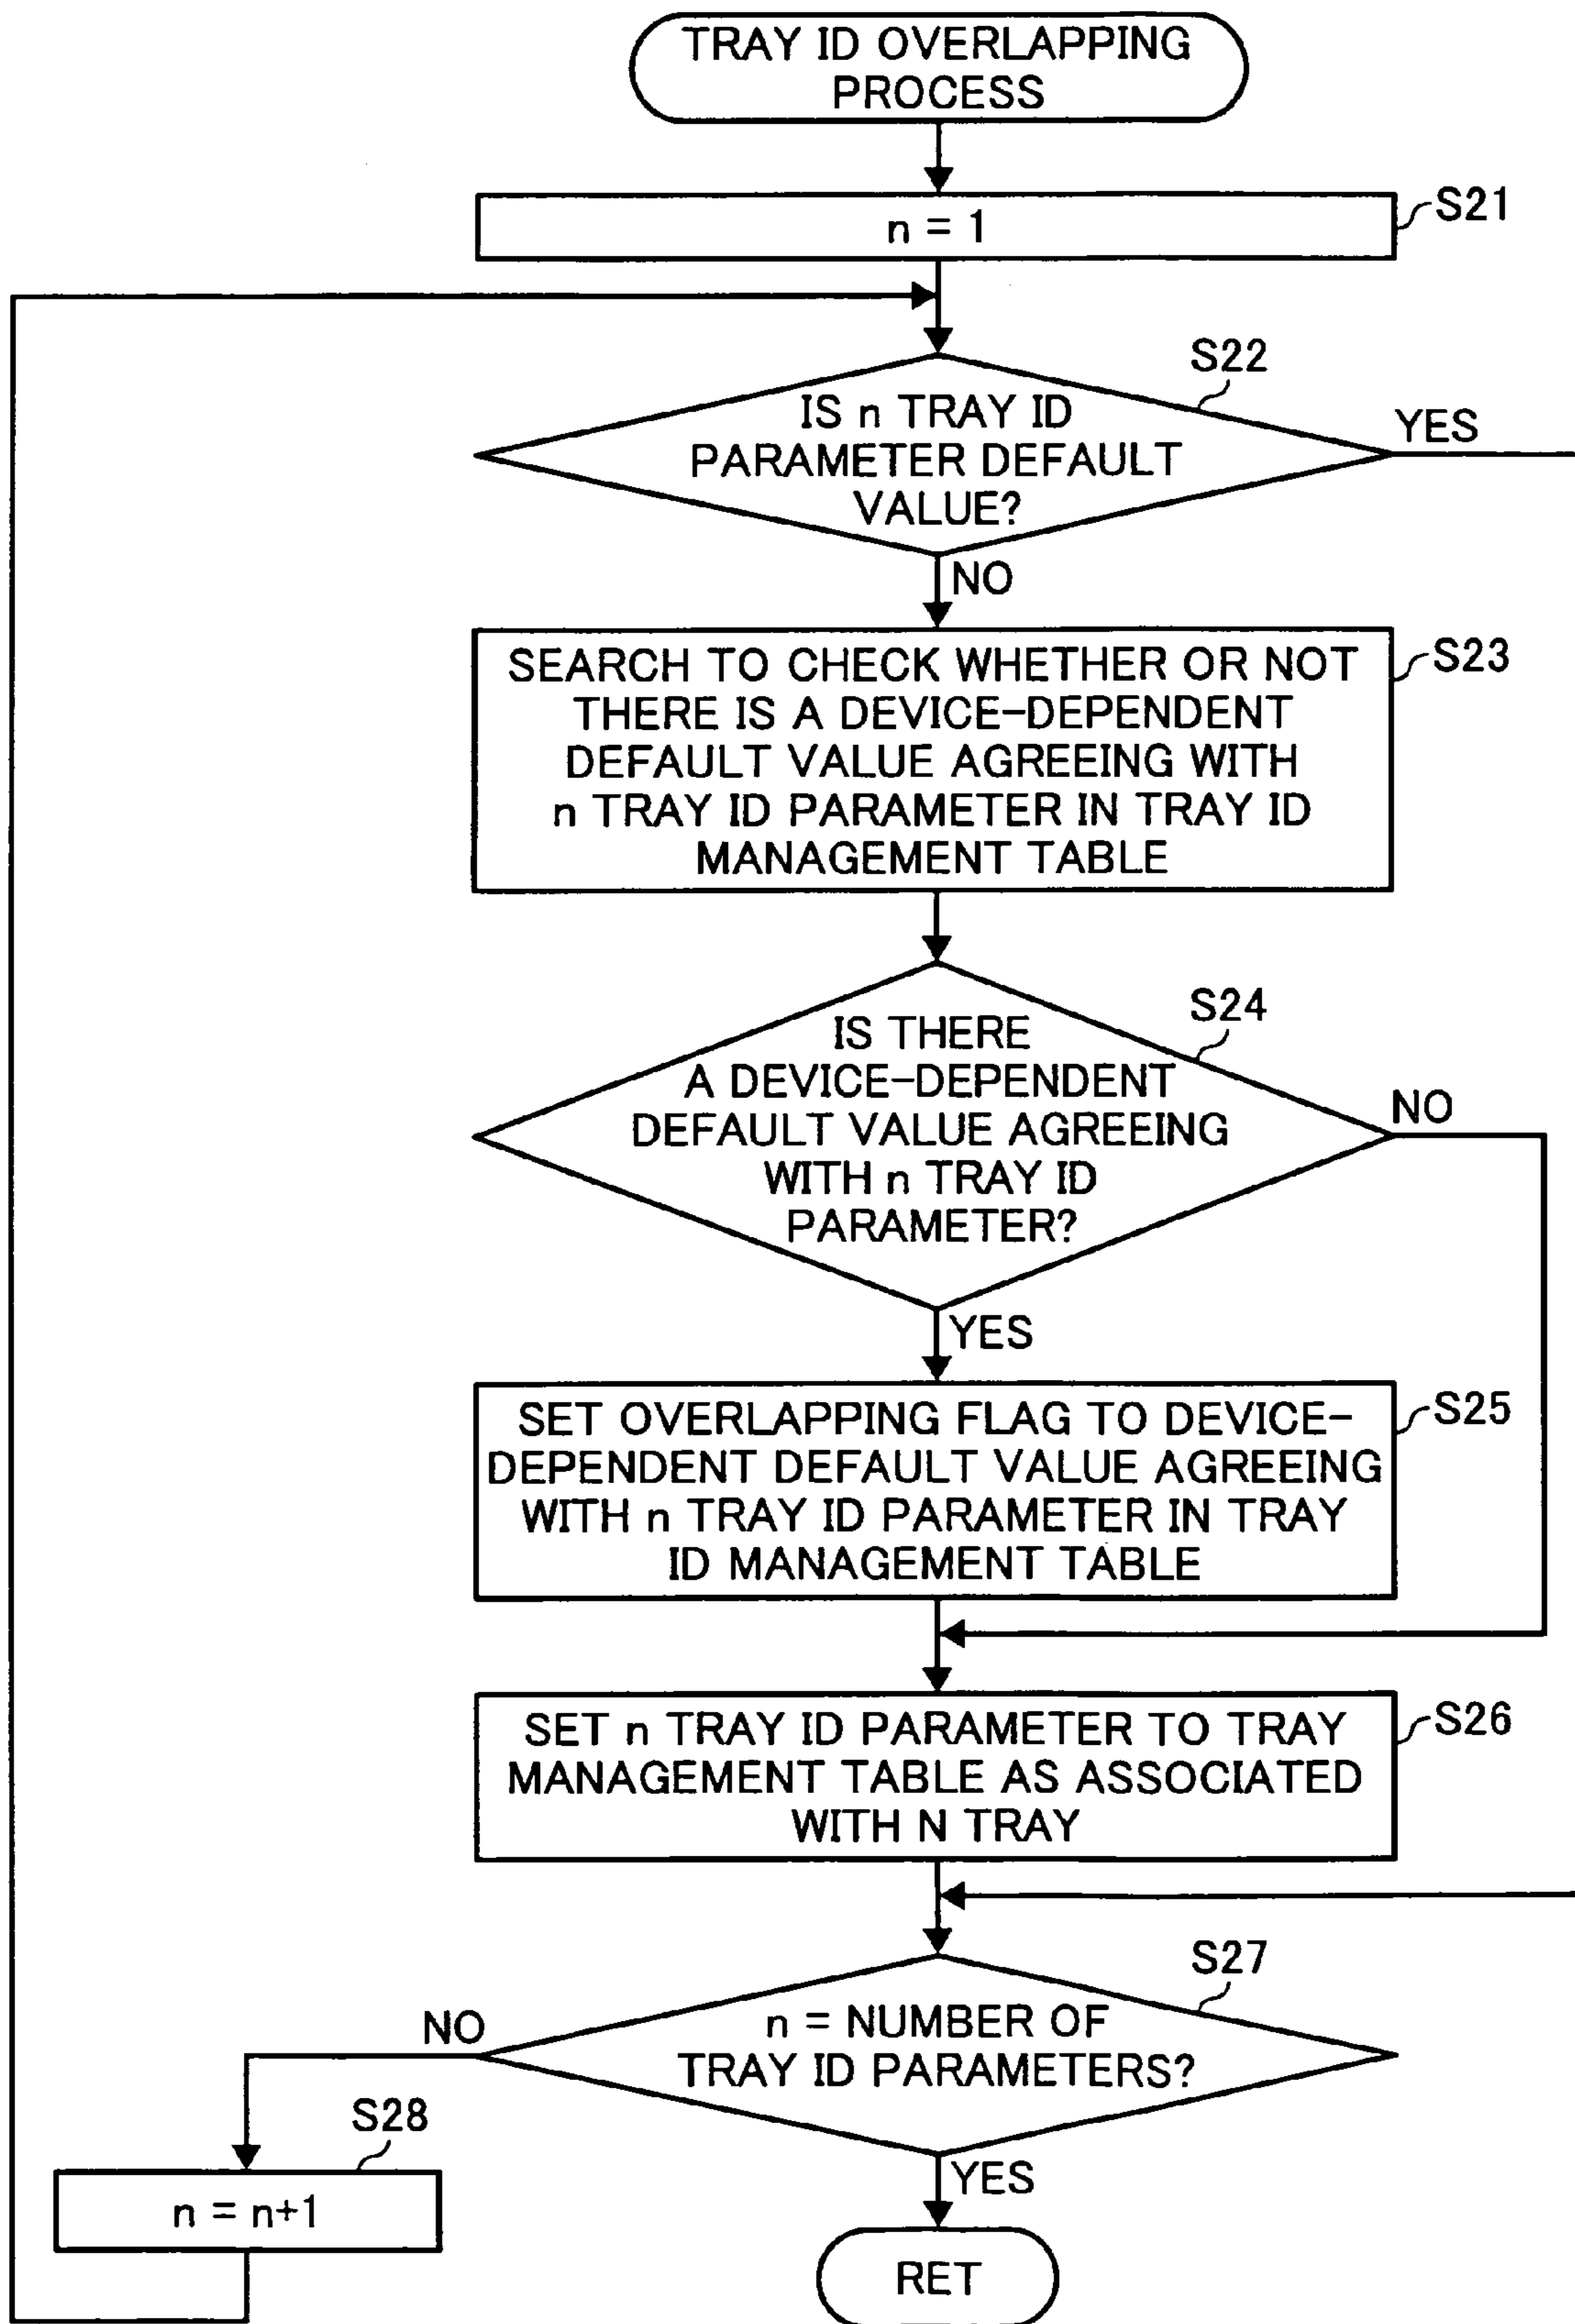 TRAY ID OVERLAPPING
PROCESS
n = 1
S21
S22
IS n TRAY ID
PARAMETER DEFAULT
VALUE?
YES
NO
SEARCH TO CHECK WHETHER OR NOT
THERE IS A DEVICE-DEPENDENT
DEFAULT VALUE AGREEING WITH
n TRAY ID PARAMETER IN TRAY ID
MANAGEMENT TABLE
S23
S24
IS THERE
A DEVICE-DEPENDENT
DEFAULT VALUE AGREEING
WITH n TRAY ID
PARAMETER?
NO
YES
SET OVERLAPPING FLAG TO DEVICE-
DEPENDENT DEFAULT VALUE AGREEING
WITH n TRAY ID PARAMETER IN TRAY
ID MANAGEMENT TABLE
S25
SET n TRAY ID PARAMETER TO TRAY
MANAGEMENT TABLE AS ASSOCIATED
WITH N TRAY
S26
S27
n = NUMBER OF
TRAY ID PARAMETERS?
NO
S28
n = n+1
YES
RET